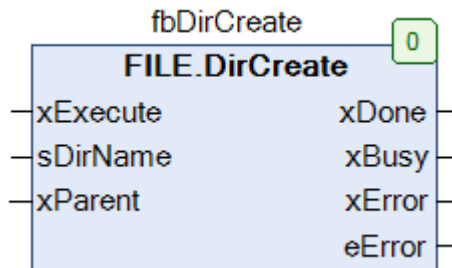 fbDirCreate
0
FILE.DirCreate
xExecute xDone
sDirName xBusy
xParent xError
eError